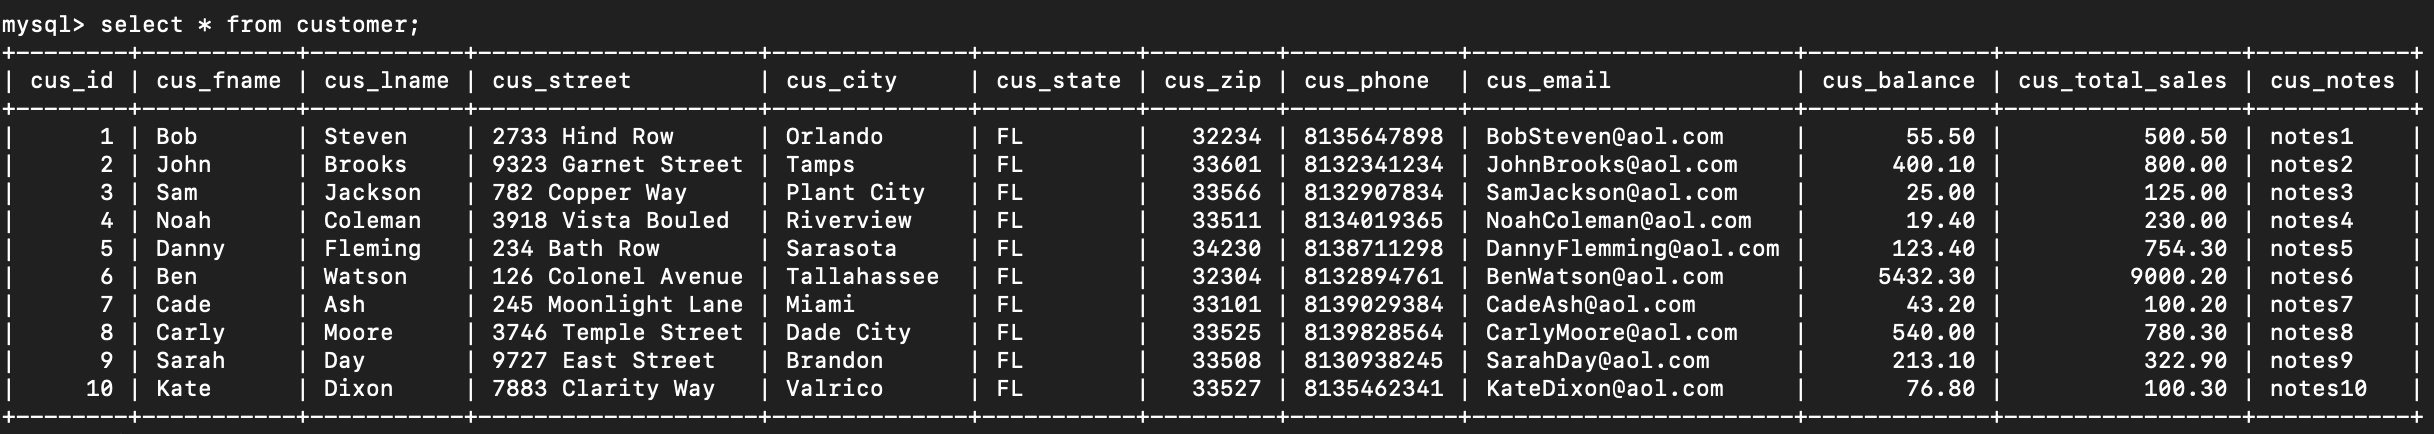 mysql> select * from customer;
+--------+-----------+-----------+-------------------+--------------+-----------+---------+------------+-----------------------+-------------+-----------------+-----------+
| cus_id | cus_fname | cus_lname | cus_street         | cus_city     | cus_state | cus_zip | cus_phone  | cus_email             | cus_balance | cus_total_sales | cus_notes |
+--------+-----------+-----------+-------------------+--------------+-----------+---------+------------+-----------------------+-------------+-----------------+-----------+
|      1 | Bob       | Steven    | 2733 Hind Row      | Orlando      | FL        |   32234 | 8135647898 | BobSteven@aol.com     |       55.50 |          500.50 | notes1    |
|      2 | John      | Brooks    | 9323 Garnet Street | Tamps        | FL        |   33601 | 8132341234 | JohnBrooks@aol.com    |      400.10 |          800.00 | notes2    |
|      3 | Sam       | Jackson   | 782 Copper Way     | Plant City   | FL        |   33566 | 8132907834 | SamJackson@aol.com    |       25.00 |          125.00 | notes3    |
|      4 | Noah      | Coleman   | 3918 Vista Bouled  | Riverview    | FL        |   33511 | 8134019365 | NoahColeman@aol.com   |       19.40 |          230.00 | notes4    |
|      5 | Danny     | Fleming   | 234 Bath Row       | Sarasota     | FL        |   34230 | 8138711298 | DannyFlemming@aol.com |      123.40 |          754.30 | notes5    |
|      6 | Ben       | Watson    | 126 Colonel Avenue | Tallahassee  | FL        |   32304 | 8132894761 | BenWatson@aol.com     |     5432.30 |         9000.20 | notes6    |
|      7 | Cade      | Ash       | 245 Moonlight Lane | Miami        | FL        |   33101 | 8139029384 | CadeAsh@aol.com       |       43.20 |          100.20 | notes7    |
|      8 | Carly     | Moore     | 3746 Temple Street | Dade City    | FL        |   33525 | 8139828564 | CarlyMoore@aol.com    |      540.00 |          780.30 | notes8    |
|      9 | Sarah     | Day       | 9727 East Street   | Brandon      | FL        |   33508 | 8130938245 | SarahDay@aol.com      |      213.10 |          322.90 | notes9    |
|     10 | Kate      | Dixon     | 7883 Clarity Way   | Valrico      | FL        |   33527 | 8135462341 | KateDixon@aol.com     |       76.80 |          100.30 | notes10   |
+--------+-----------+-----------+-------------------+--------------+-----------+---------+------------+-----------------------+-------------+-----------------+-----------+